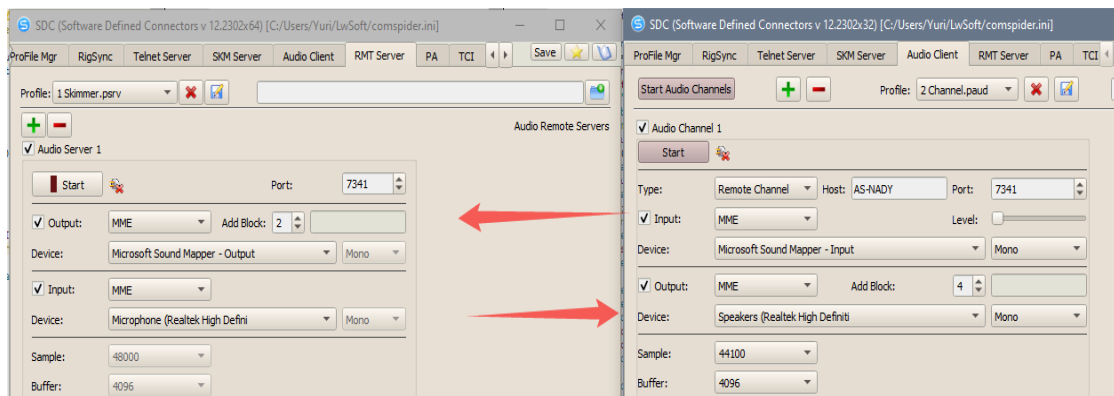 SDC (Software Defined Connectors v 12.2302x64) [C:/Users/Yuri/LwSoft/comspider.ini]
ProFile Mgr RigSync Telnet Server SKM Server Audio Client RMT Server PA TCI Save
Profile: 1 Skimmer.psrv
Audio Remote Servers
Audio Server 1
Start Port: 7341
Output: MME Add Block: 2
Device: Microsoft Sound Mapper - Output Mono
Input: MME
Device: Microphone (Realtek High Defini Mono
Sample: 48000
Buffer: 4096
SDC (Software Defined Connectors v 12.2302x32) [C:/Users/Yuri/LwSoft/comspider.ini]
ProFile Mgr RigSync Telnet Server SKM Server Audio Client RMT Server PA TCI
Start Audio Channels Profile: 2 Channel.paud
Audio Channel 1
Start
Type: Remote Channel Host: AS-NADY Port: 7341
Input: MME Level:
Device: Microsoft Sound Mapper - Input Mono
Output: MME Add Block: 4
Device: Speakers (Realtek High Definiti Mono
Sample: 44100
Buffer: 4096